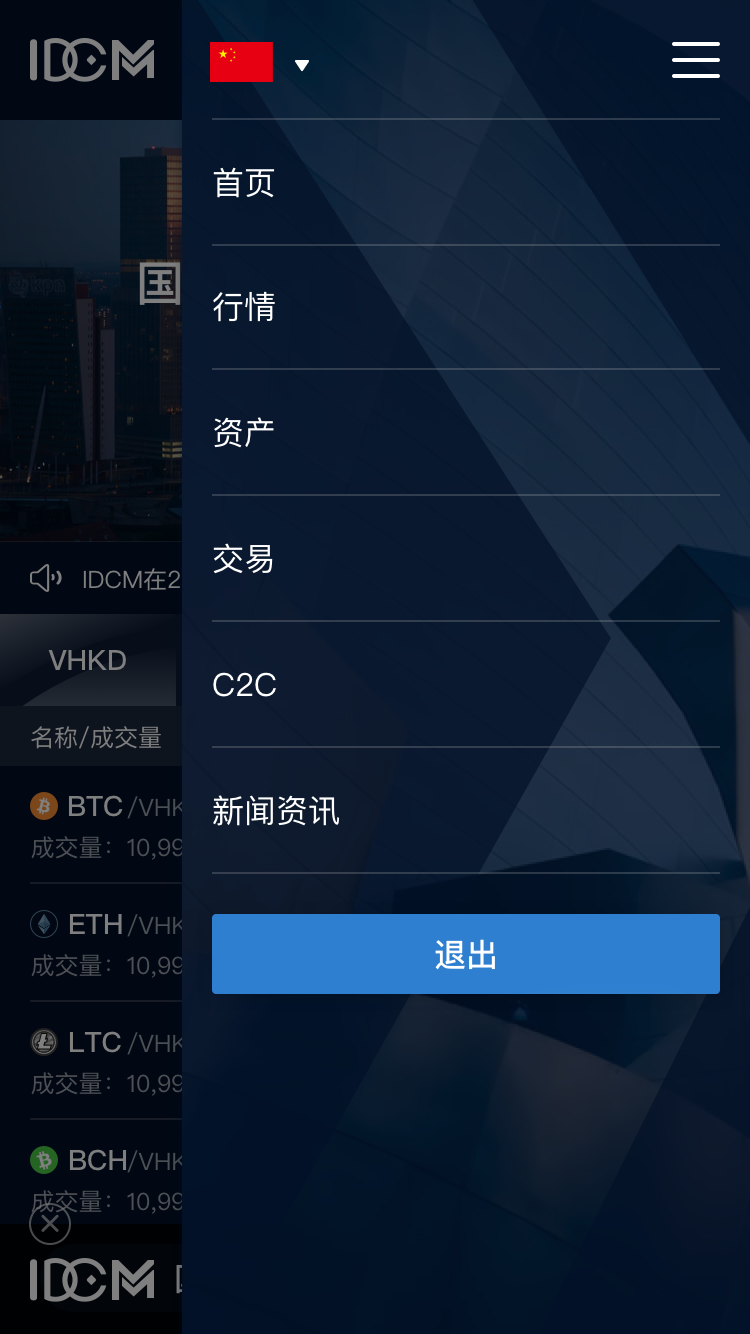 IDCM
首页
国
行情
资产
交易
IDCM在2
VHKD
C2C
名称/成交量
新闻资讯
BTC/VHK
成交量：10,99
ETH/VHK
成交量：10,99
退出
LTC/VHK
成交量：10,99
BCH/VHK
成交量：10,99
IDCM